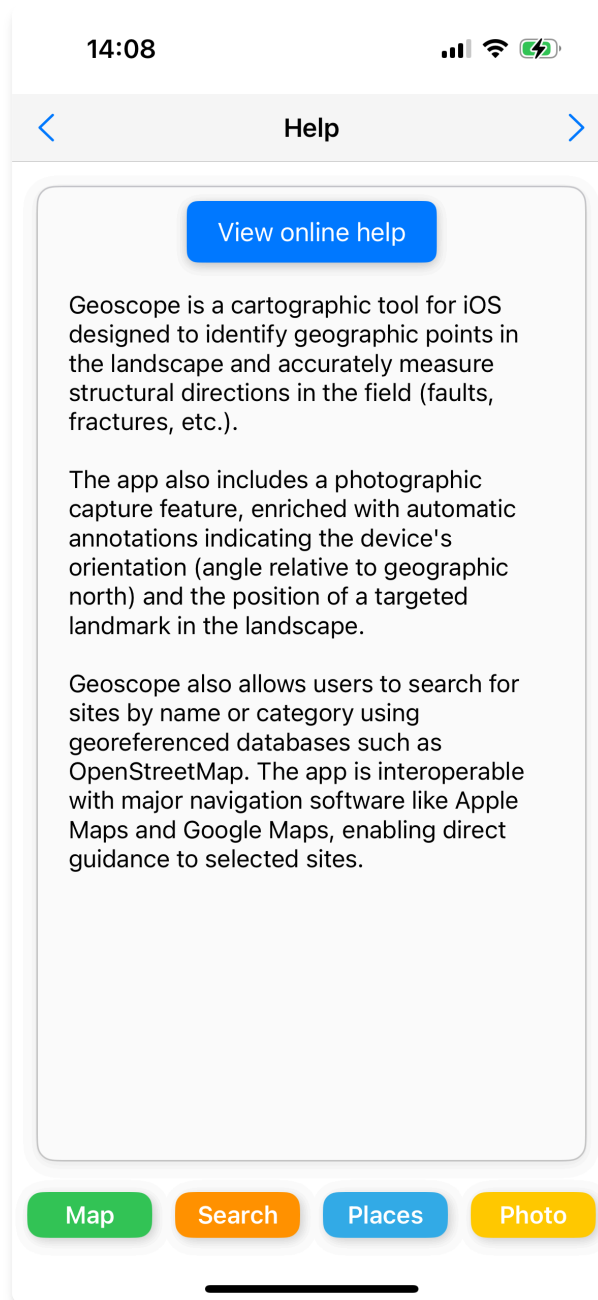 14:08
Help
View online help
Geoscope is a cartographic tool for iOS
designed to identify geographic points in
the landscape and accurately measure
structural directions in the field (faults,
fractures, etc.).
The app also includes a photographic
capture feature, enriched with automatic
annotations indicating the device's
orientation (angle relative to geographic
north) and the position of a targeted
landmark in the landscape.
Geoscope also allows users to search for
sites by name or category using
georeferenced databases such as
OpenStreetMap. The app is interoperable
with major navigation software like Apple
Maps and Google Maps, enabling direct
guidance to selected sites.
Map Search Places Photo